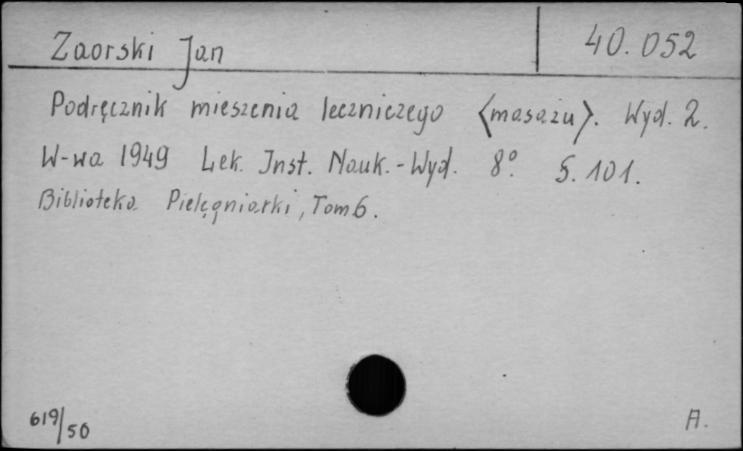 Zaorski Jan 40.052
Podręcznik miesienia leczniczego <masażu>. Wyd. 2.
W-wa 1949 Lek. Inst. Nauk.-Wyd. 8° S. 101.
Biblioteka Pielęgniarki, Tom 6.
619/50 A.